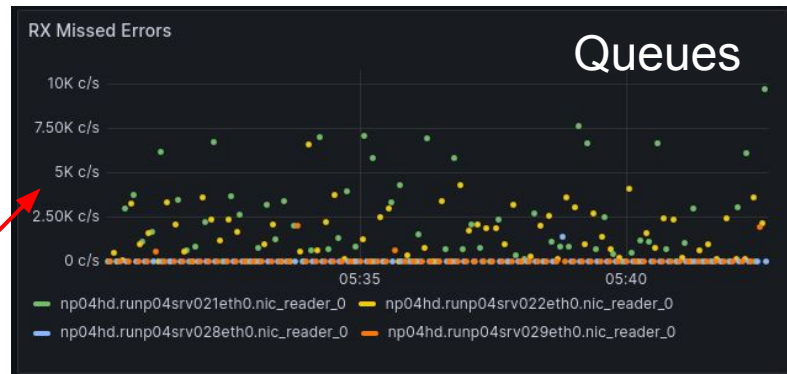 RX Missed Errors
Queues
10K c/s
7.50K c/s
5K c/s
2.50K c/s
0 c/s
05:35 05:40
np04hd.runp04srv021eth0.nic_reader_0 np04hd.runp04srv022eth0.nic_reader_0
np04hd.runp04srv028eth0.nic_reader_0 np04hd.runp04srv029eth0.nic_reader_0